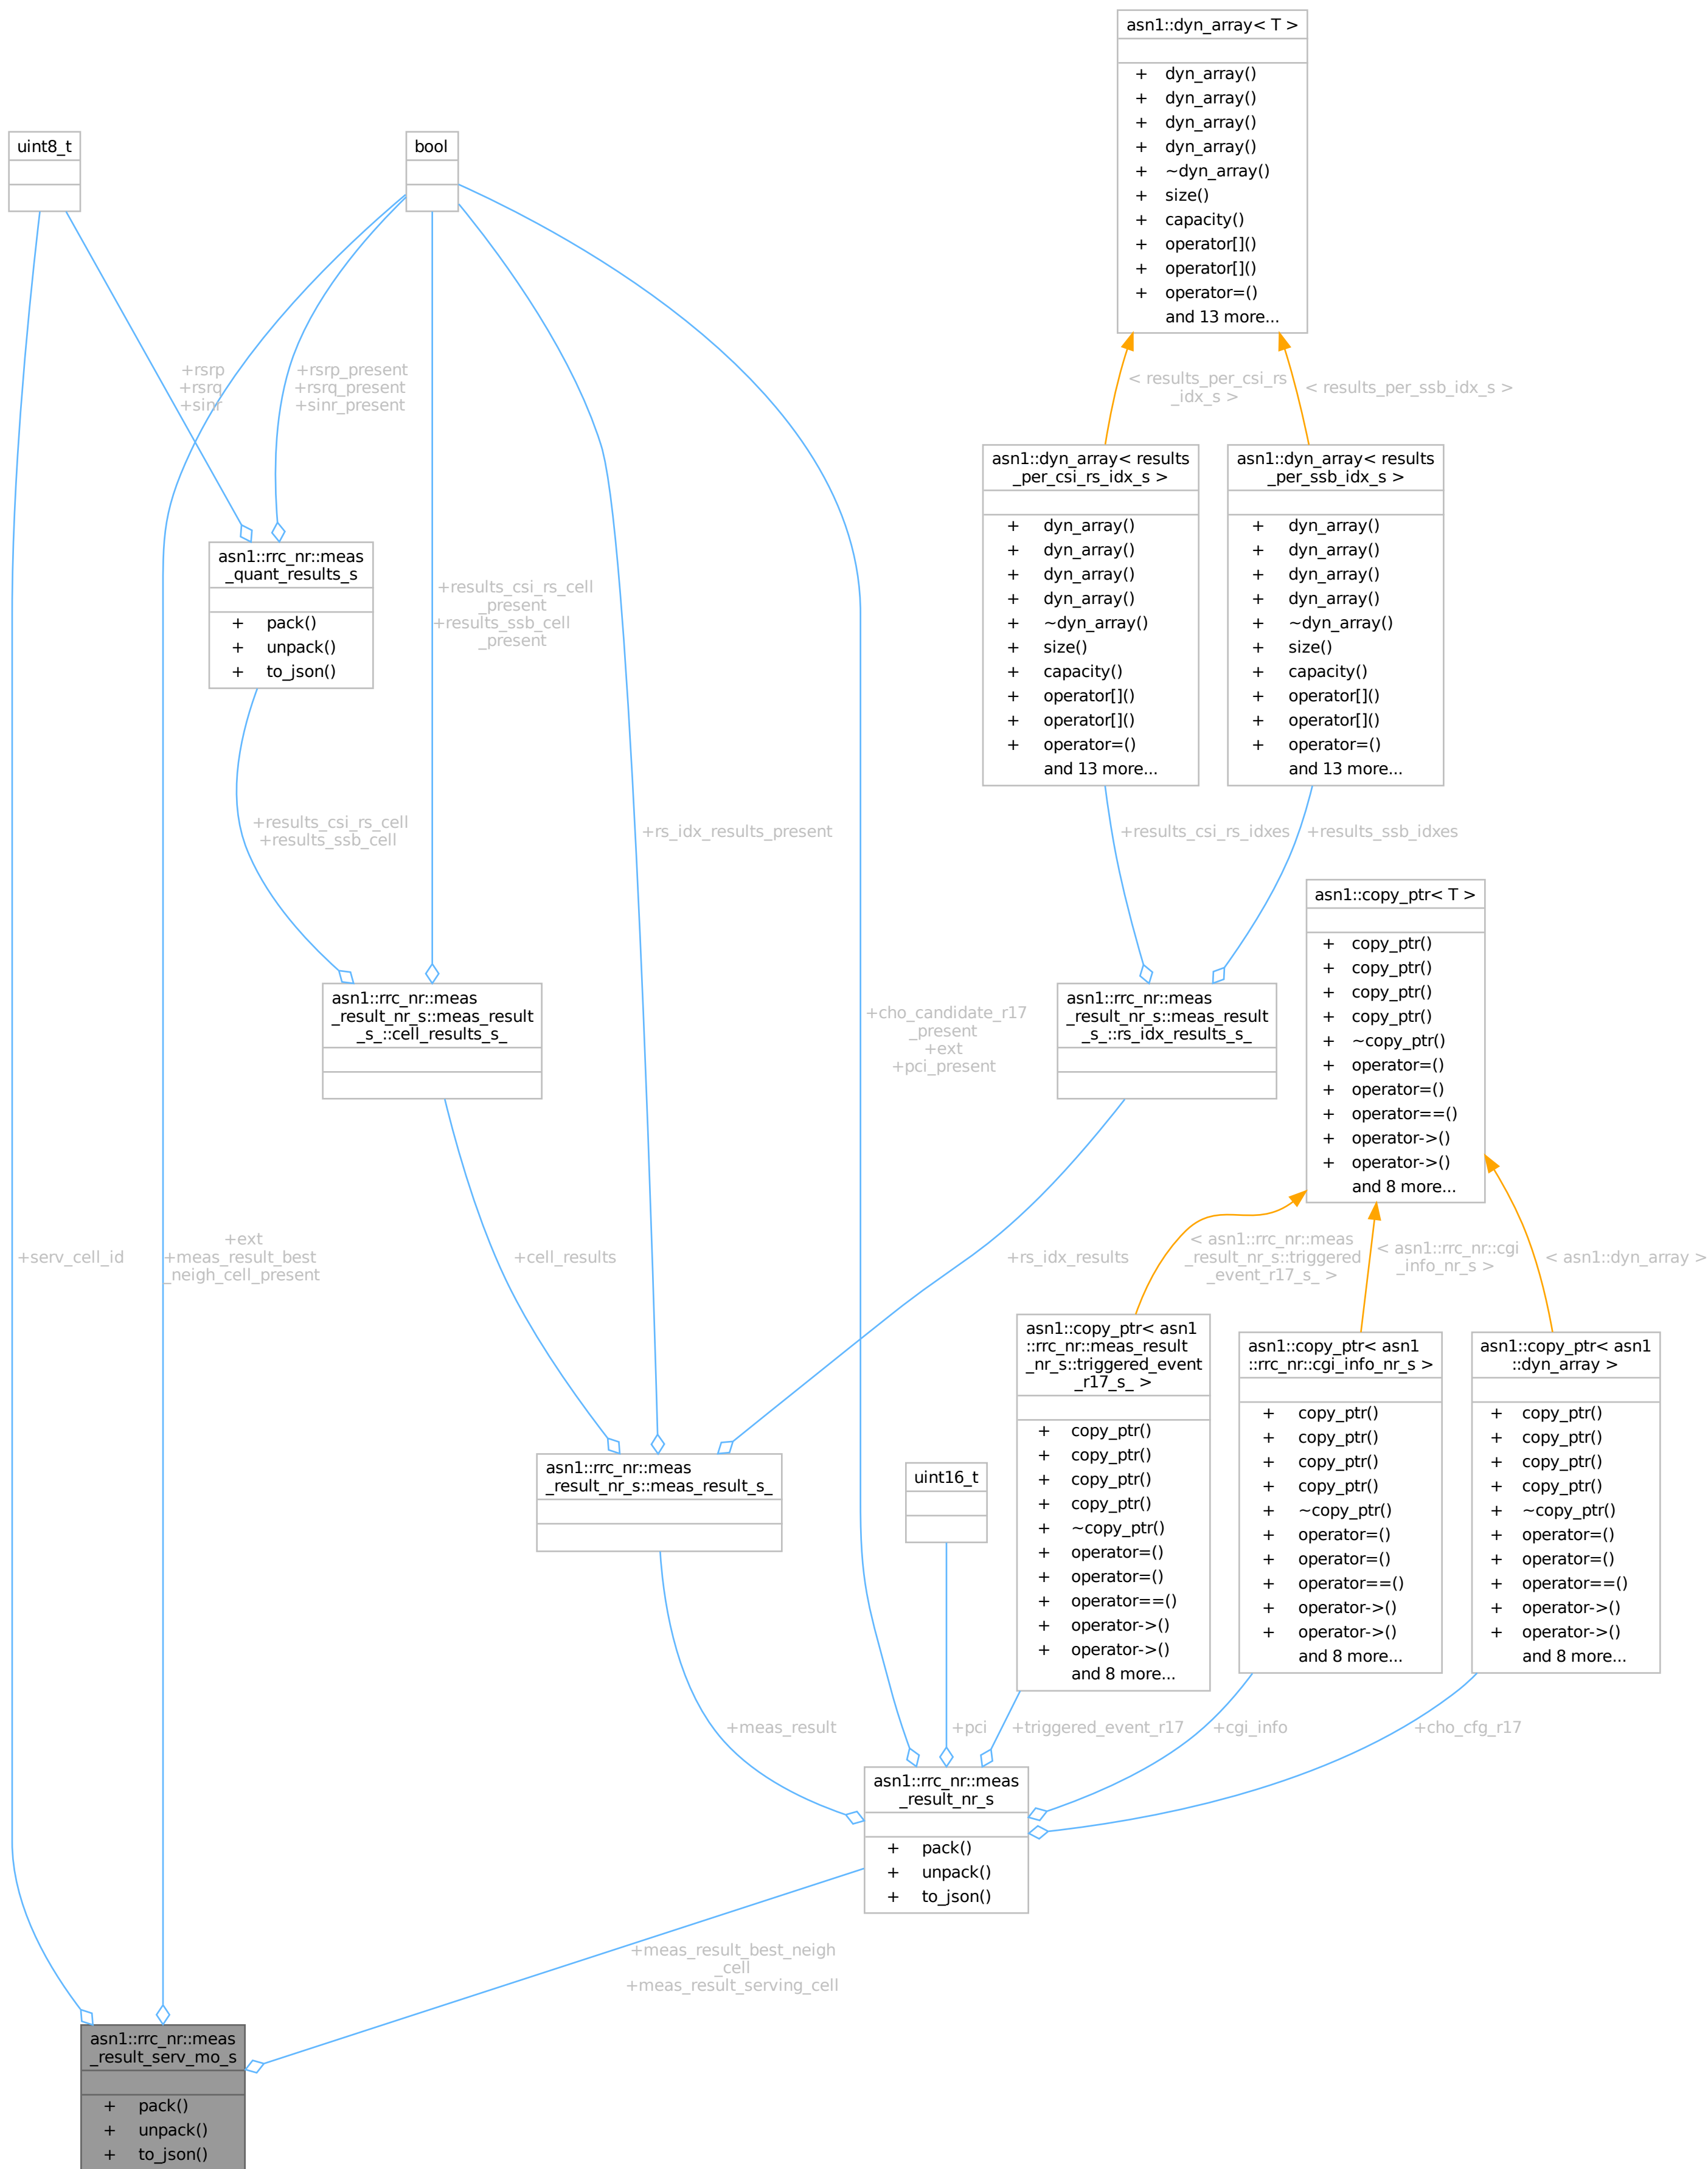 asn1::dyn_array< T >
+ dyn_array()
+ dyn_array()
+ dyn_array()
+ dyn_array()
+ ~dyn_array()
+ size()
+ capacity()
+ operator[]()
+ operator[]()
+ operator=()
and 13 more...
uint8_t
bool
+rsrp
+rsrq
+sinr
+rsrp_present
+rsrq_present
+sinr_present
< results_per_csi_rs
_idx_s >
< results_per_ssb_idx_s >
asn1::dyn_array< results
_per_csi_rs_idx_s >
+ dyn_array()
+ dyn_array()
+ dyn_array()
+ dyn_array()
+ ~dyn_array()
+ size()
+ capacity()
+ operator[]()
+ operator[]()
+ operator=()
and 13 more...
asn1::dyn_array< results
_per_ssb_idx_s >
+ dyn_array()
+ dyn_array()
+ dyn_array()
+ dyn_array()
+ ~dyn_array()
+ size()
+ capacity()
+ operator[]()
+ operator[]()
+ operator=()
and 13 more...
asn1::rrc_nr::meas
_quant_results_s
+ pack()
+ unpack()
+ to_json()
+results_csi_rs_cell
_present
+results_ssb_cell
_present
+results_csi_rs_cell
+results_ssb_cell
+rs_idx_results_present
+results_csi_rs_idxes
+results_ssb_idxes
asn1::copy_ptr< T >
+ copy_ptr()
+ copy_ptr()
+ copy_ptr()
+ copy_ptr()
+ ~copy_ptr()
+ operator=()
+ operator=()
+ operator==()
+ operator->()
+ operator->()
and 8 more...
asn1::rrc_nr::meas
_result_nr_s::meas_result
_s_::cell_results_s_
+cho_candidate_r17
_present
+ext
+pci_present
asn1::rrc_nr::meas
_result_nr_s::meas_result
_s_::rs_idx_results_s_
+serv_cell_id
+ext
+meas_result_best
_neigh_cell_present
+cell_results
+rs_idx_results
< asn1::rrc_nr::meas
_result_nr_s::triggered
_event_r17_s_ >
< asn1::rrc_nr::cgi
_info_nr_s >
< asn1::dyn_array >
asn1::copy_ptr< asn1
::rrc_nr::meas_result
_nr_s::triggered_event
_r17_s_ >
+ copy_ptr()
+ copy_ptr()
+ copy_ptr()
+ copy_ptr()
+ ~copy_ptr()
+ operator=()
+ operator=()
+ operator==()
+ operator->()
+ operator->()
and 8 more...
asn1::copy_ptr< asn1
::rrc_nr::cgi_info_nr_s >
+ copy_ptr()
+ copy_ptr()
+ copy_ptr()
+ copy_ptr()
+ ~copy_ptr()
+ operator=()
+ operator=()
+ operator==()
+ operator->()
+ operator->()
and 8 more...
asn1::copy_ptr< asn1
::dyn_array >
+ copy_ptr()
+ copy_ptr()
+ copy_ptr()
+ copy_ptr()
+ ~copy_ptr()
+ operator=()
+ operator=()
+ operator==()
+ operator->()
+ operator->()
and 8 more...
asn1::rrc_nr::meas
_result_nr_s::meas_result_s_
uint16_t
+meas_result
+pci
+triggered_event_r17
+cgi_info
+cho_cfg_r17
asn1::rrc_nr::meas
_result_nr_s
+ pack()
+ unpack()
+ to_json()
+meas_result_best_neigh
_cell
+meas_result_serving_cell
asn1::rrc_nr::meas
_result_serv_mo_s
+ pack()
+ unpack()
+ to_json()